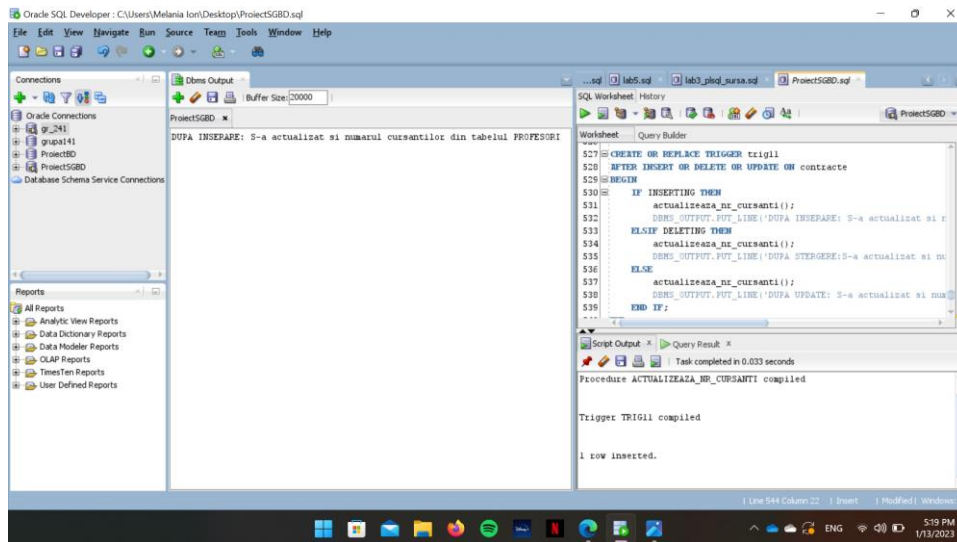 Oracle SQL Developer : C:\Users\Melania Ion\Desktop\ProiectSGBD.sql
File Edit View Navigate Run Source Team Tools Window Help
Connections
Oracle Connections
gr_241
grupa141
ProiectBD
ProiectSGBD
Database Schema Service Connections
Reports
All Reports
Analytic View Reports
Data Dictionary Reports
Data Modeler Reports
OLAP Reports
TimesTen Reports
User Defined Reports
Dbms Output
Buffer Size: 20000
ProiectSGBD
DUPA INSERARE: S-a actualizat si numarul cursantilor din tabelul PROFESORI
...sql lab5.sql lab3_plsql_sursa.sql ProiectSGBD.sql
SQL Worksheet History
ProiectSGBD
Worksheet Query Builder
527 CREATE OR REPLACE TRIGGER trig11
528 AFTER INSERT OR DELETE OR UPDATE ON contracte
529 BEGIN
530 IF INSERTING THEN
531 actualizeaza_nr_cursanti();
532 DBMS_OUTPUT.PUT_LINE('DUPA INSERARE: S-a actualizat si
533 ELSIF DELETING THEN
534 actualizeaza_nr_cursanti();
535 DBMS_OUTPUT.PUT_LINE('DUPA STERGERE:S-a actualizat si nu
536 ELSE
537 actualizeaza_nr_cursanti();
538 DBMS_OUTPUT.PUT_LINE('DUPA UPDATE: S-a actualizat si num
539 END IF;
Script Output Query Result
Task completed in 0.033 seconds
Procedure ACTUALIZEAZA_NR_CURSANTI compiled
Trigger TRIG11 compiled
1 row inserted.
Line 544 Column 22 Insert Modified Windows:
ENG 5:19 PM
1/13/2023